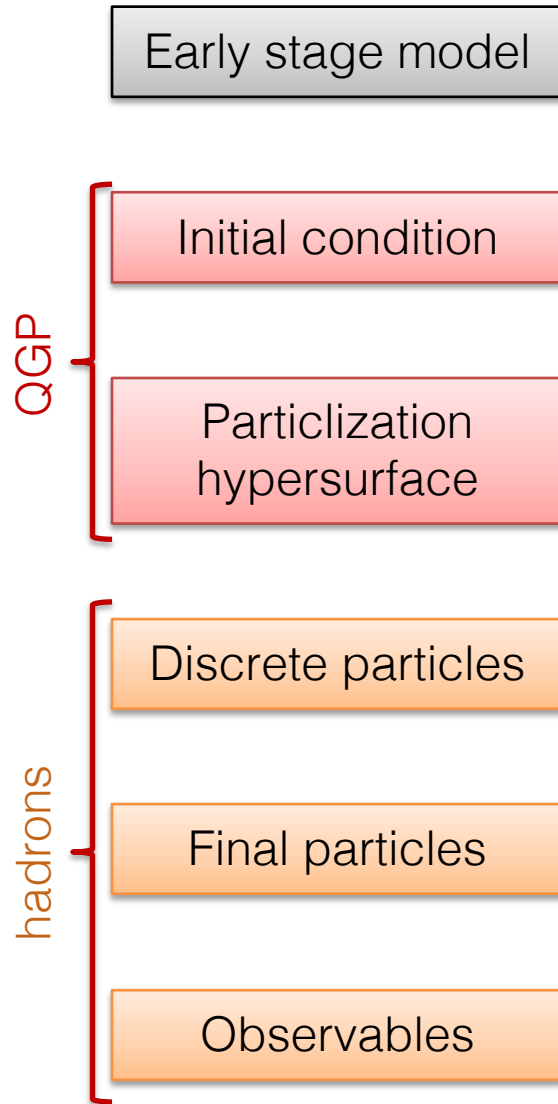 Early stage model
QGP
Initial condition
Particlization
hypersurface
hadrons
Discrete particles
Final particles
Observables